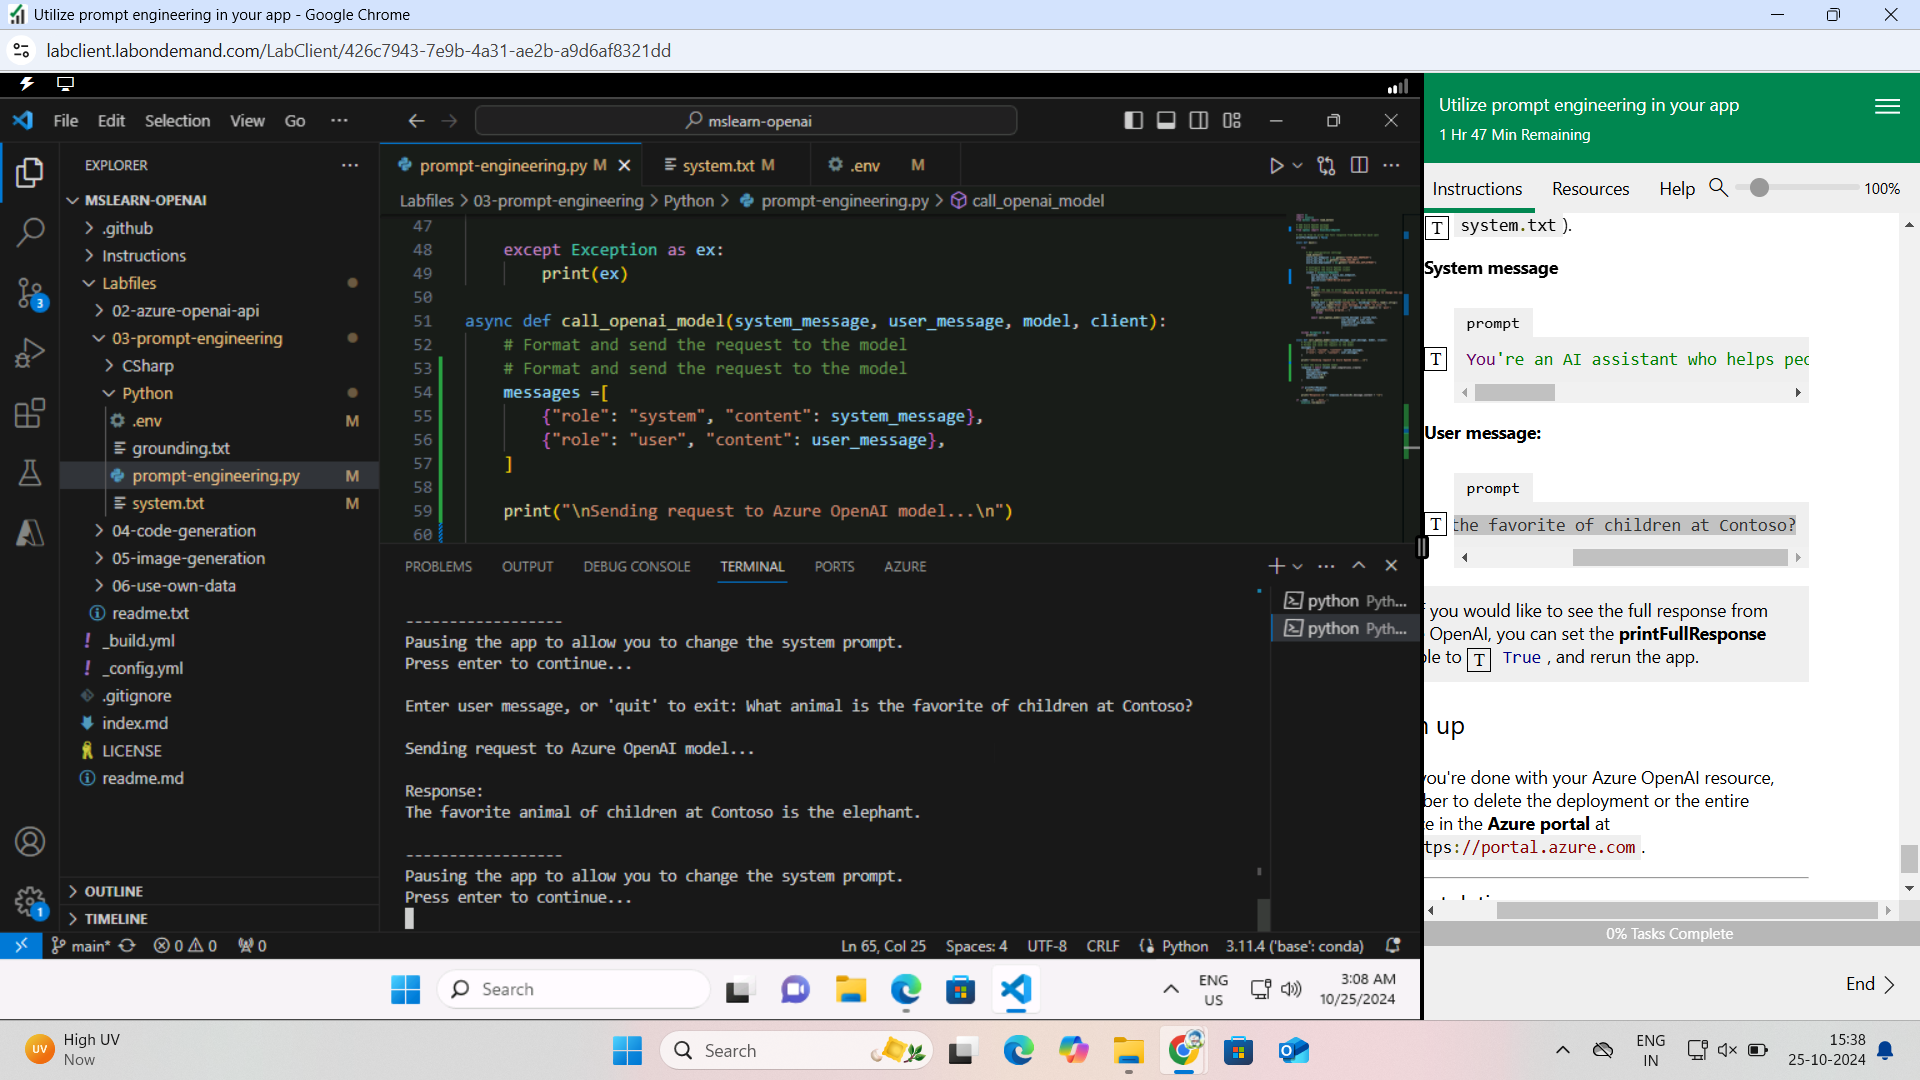 Utilize prompt engineering in your app - Google Chrome
labclient.labondemand.com/LabClient/426c7943-7e9b-4a31-ae2b-a9d6af8321dd
File Edit Selection View Go ···
mslearn-openai
EXPLORER
MSLEARN-OPENAI
.github
Instructions
Labfiles
02-azure-openai-api
03-prompt-engineering
CSharp
Python
.env M
grounding.txt
prompt-engineering.py M
system.txt M
04-code-generation
05-image-generation
06-use-own-data
readme.txt
_build.yml
_config.yml
.gitignore
index.md
LICENSE
readme.md
OUTLINE
TIMELINE
3
1
prompt-engineering.py M
system.txt M
.env M
Labfiles > 03-prompt-engineering > Python > prompt-engineering.py > call_openai_model
47
48 except Exception as ex:
49 print(ex)
50
51 async def call_openai_model(system_message, user_message, model, client):
52 # Format and send the request to the model
53 # Format and send the request to the model
54 messages =[
55 {"role": "system", "content": system_message},
56 {"role": "user", "content": user_message},
57 ]
58
59 print("\nSending request to Azure OpenAI model...\n")
60
PROBLEMS OUTPUT DEBUG CONSOLE TERMINAL PORTS AZURE
python Pyth...
python Pyth...
------------------
Pausing the app to allow you to change the system prompt.
Press enter to continue...
Enter user message, or 'quit' to exit: What animal is the favorite of children at Contoso?
Sending request to Azure OpenAI model...
Response:
The favorite animal of children at Contoso is the elephant.
------------------
Pausing the app to allow you to change the system prompt.
Press enter to continue...
main* 0 0 0 Ln 65, Col 25 Spaces: 4 UTF-8 CRLF Python 3.11.4 ('base': conda)
Search
ENG
US
3:08 AM
10/25/2024
Utilize prompt engineering in your app
1 Hr 47 Min Remaining
Instructions Resources Help 100%
T system.txt ).
System message
prompt
T You're an AI assistant who helps pec
User message:
prompt
T the favorite of children at Contoso?
f you would like to see the full response from
OpenAI, you can set the printFullResponse
le to T True , and rerun the app.
up
you're done with your Azure OpenAI resource,
ber to delete the deployment or the entire
e in the Azure portal at
tps://portal.azure.com .
0% Tasks Complete
End
UV
High UV
Now
Search
ENG
IN
15:38
25-10-2024